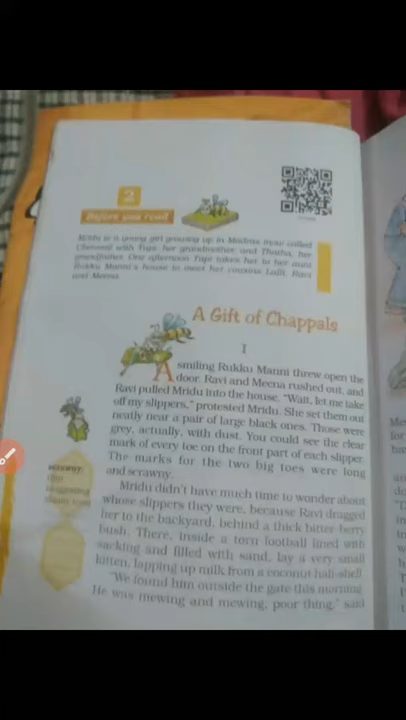 2
Before you read
Mridu is a young girl growing up in Madras (now called
Chennai) with Tapi, her grandmother, and Thatha, her
grandfather. One afternoon Tapi takes her to her aunt
Rukku Manni's house to meet her cousins Lalli, Ravi
and Meena.
A Gift of Chappals
I
A smiling Rukku Manni threw open the
door. Ravi and Meena rushed out, and
Ravi pulled Mridu into the house. "Wait, let me take
off my slippers," protested Mridu. She set them out
neatly near a pair of large black ones. Those were
grey, actually, with dust. You could see the clear
mark of every toe on the front part of each slipper.
The marks for the two big toes were long
and scrawny.
scrawny:
Mridu didn't have much time to wonder about
whose slippers they were, because Ravi dragged
her to the backyard, behind a thick bitter-berry
bush. There, inside a torn football lined with
sacking and filled with sand, lay a very small
kitten, lapping up milk from a coconut half-shell.
"We found him outside the gate this morning.
He was mewing and mewing, poor thing," said